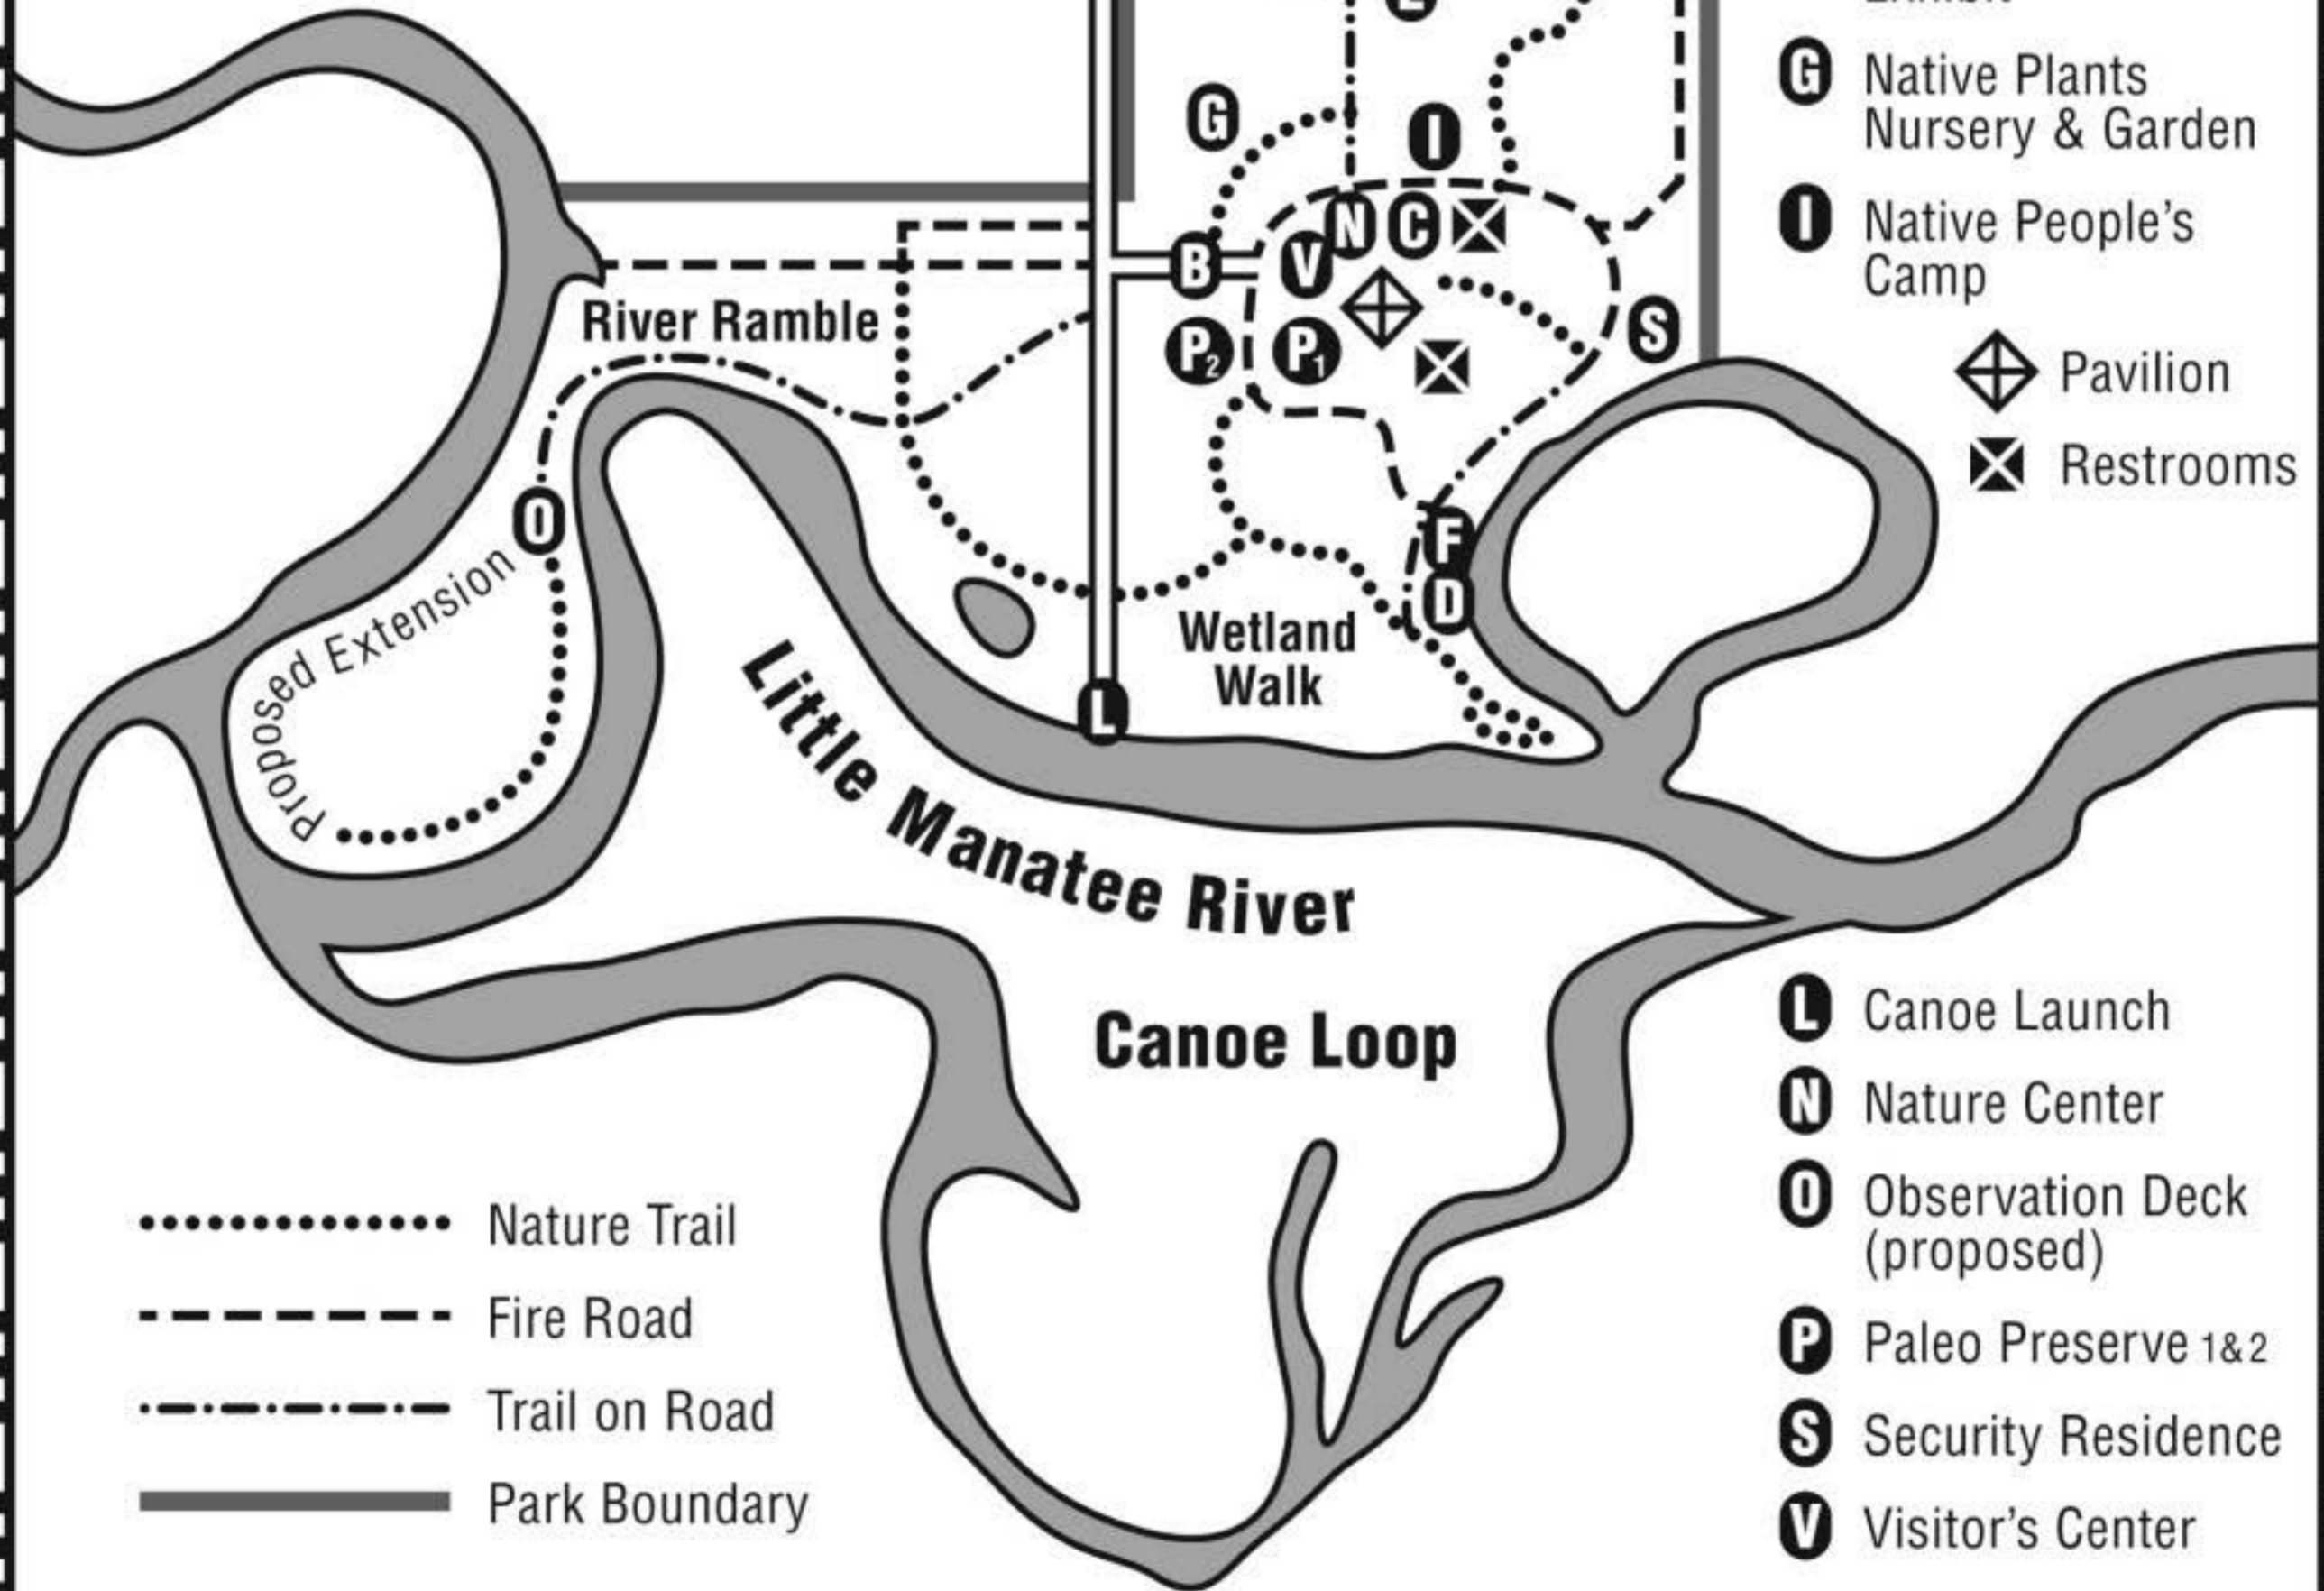 G
Native Plants
Nursery & Garden
G
I
I
Native People's
Camp
N
C
B
V
River Ramble
P2
P1
S
Pavilion
Restrooms
O
F
D
Proposed Extension
Wetland
Walk
L
Little Manatee River
Canoe Loop
L
Canoe Launch
N
Nature Center
O
Observation Deck
(proposed)
P
Paleo Preserve 1&2
S
Security Residence
V
Visitor's Center
Nature Trail
Fire Road
Trail on Road
Park Boundary